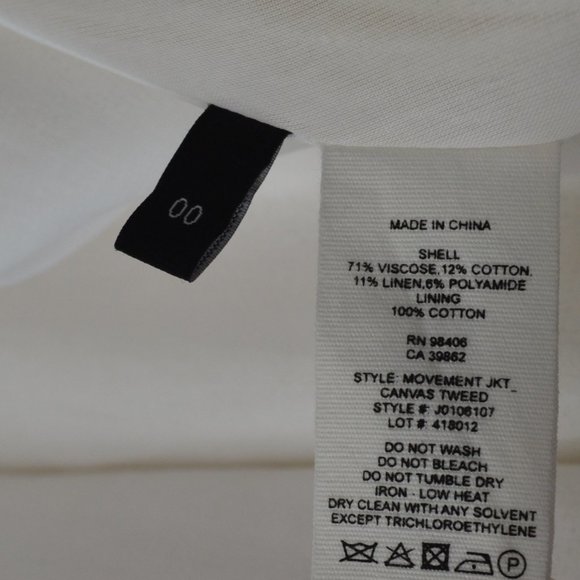 00
MADE IN CHINA
SHELL
71% VISCOSE,12% COTTON,
11% LINEN,6% POLYAMIDE
LINING
100% COTTON
RN 98406
CA 39862
STYLE: MOVEMENT JKT_
CANVAS TWEED
STYLE #: J0106107
LOT #: 418012
DO NOT WASH
DO NOT BLEACH
DO NOT TUMBLE DRY
IRON - LOW HEAT
DRY CLEAN WITH ANY SOLVENT
EXCEPT TRICHLOROETHYLENE
P